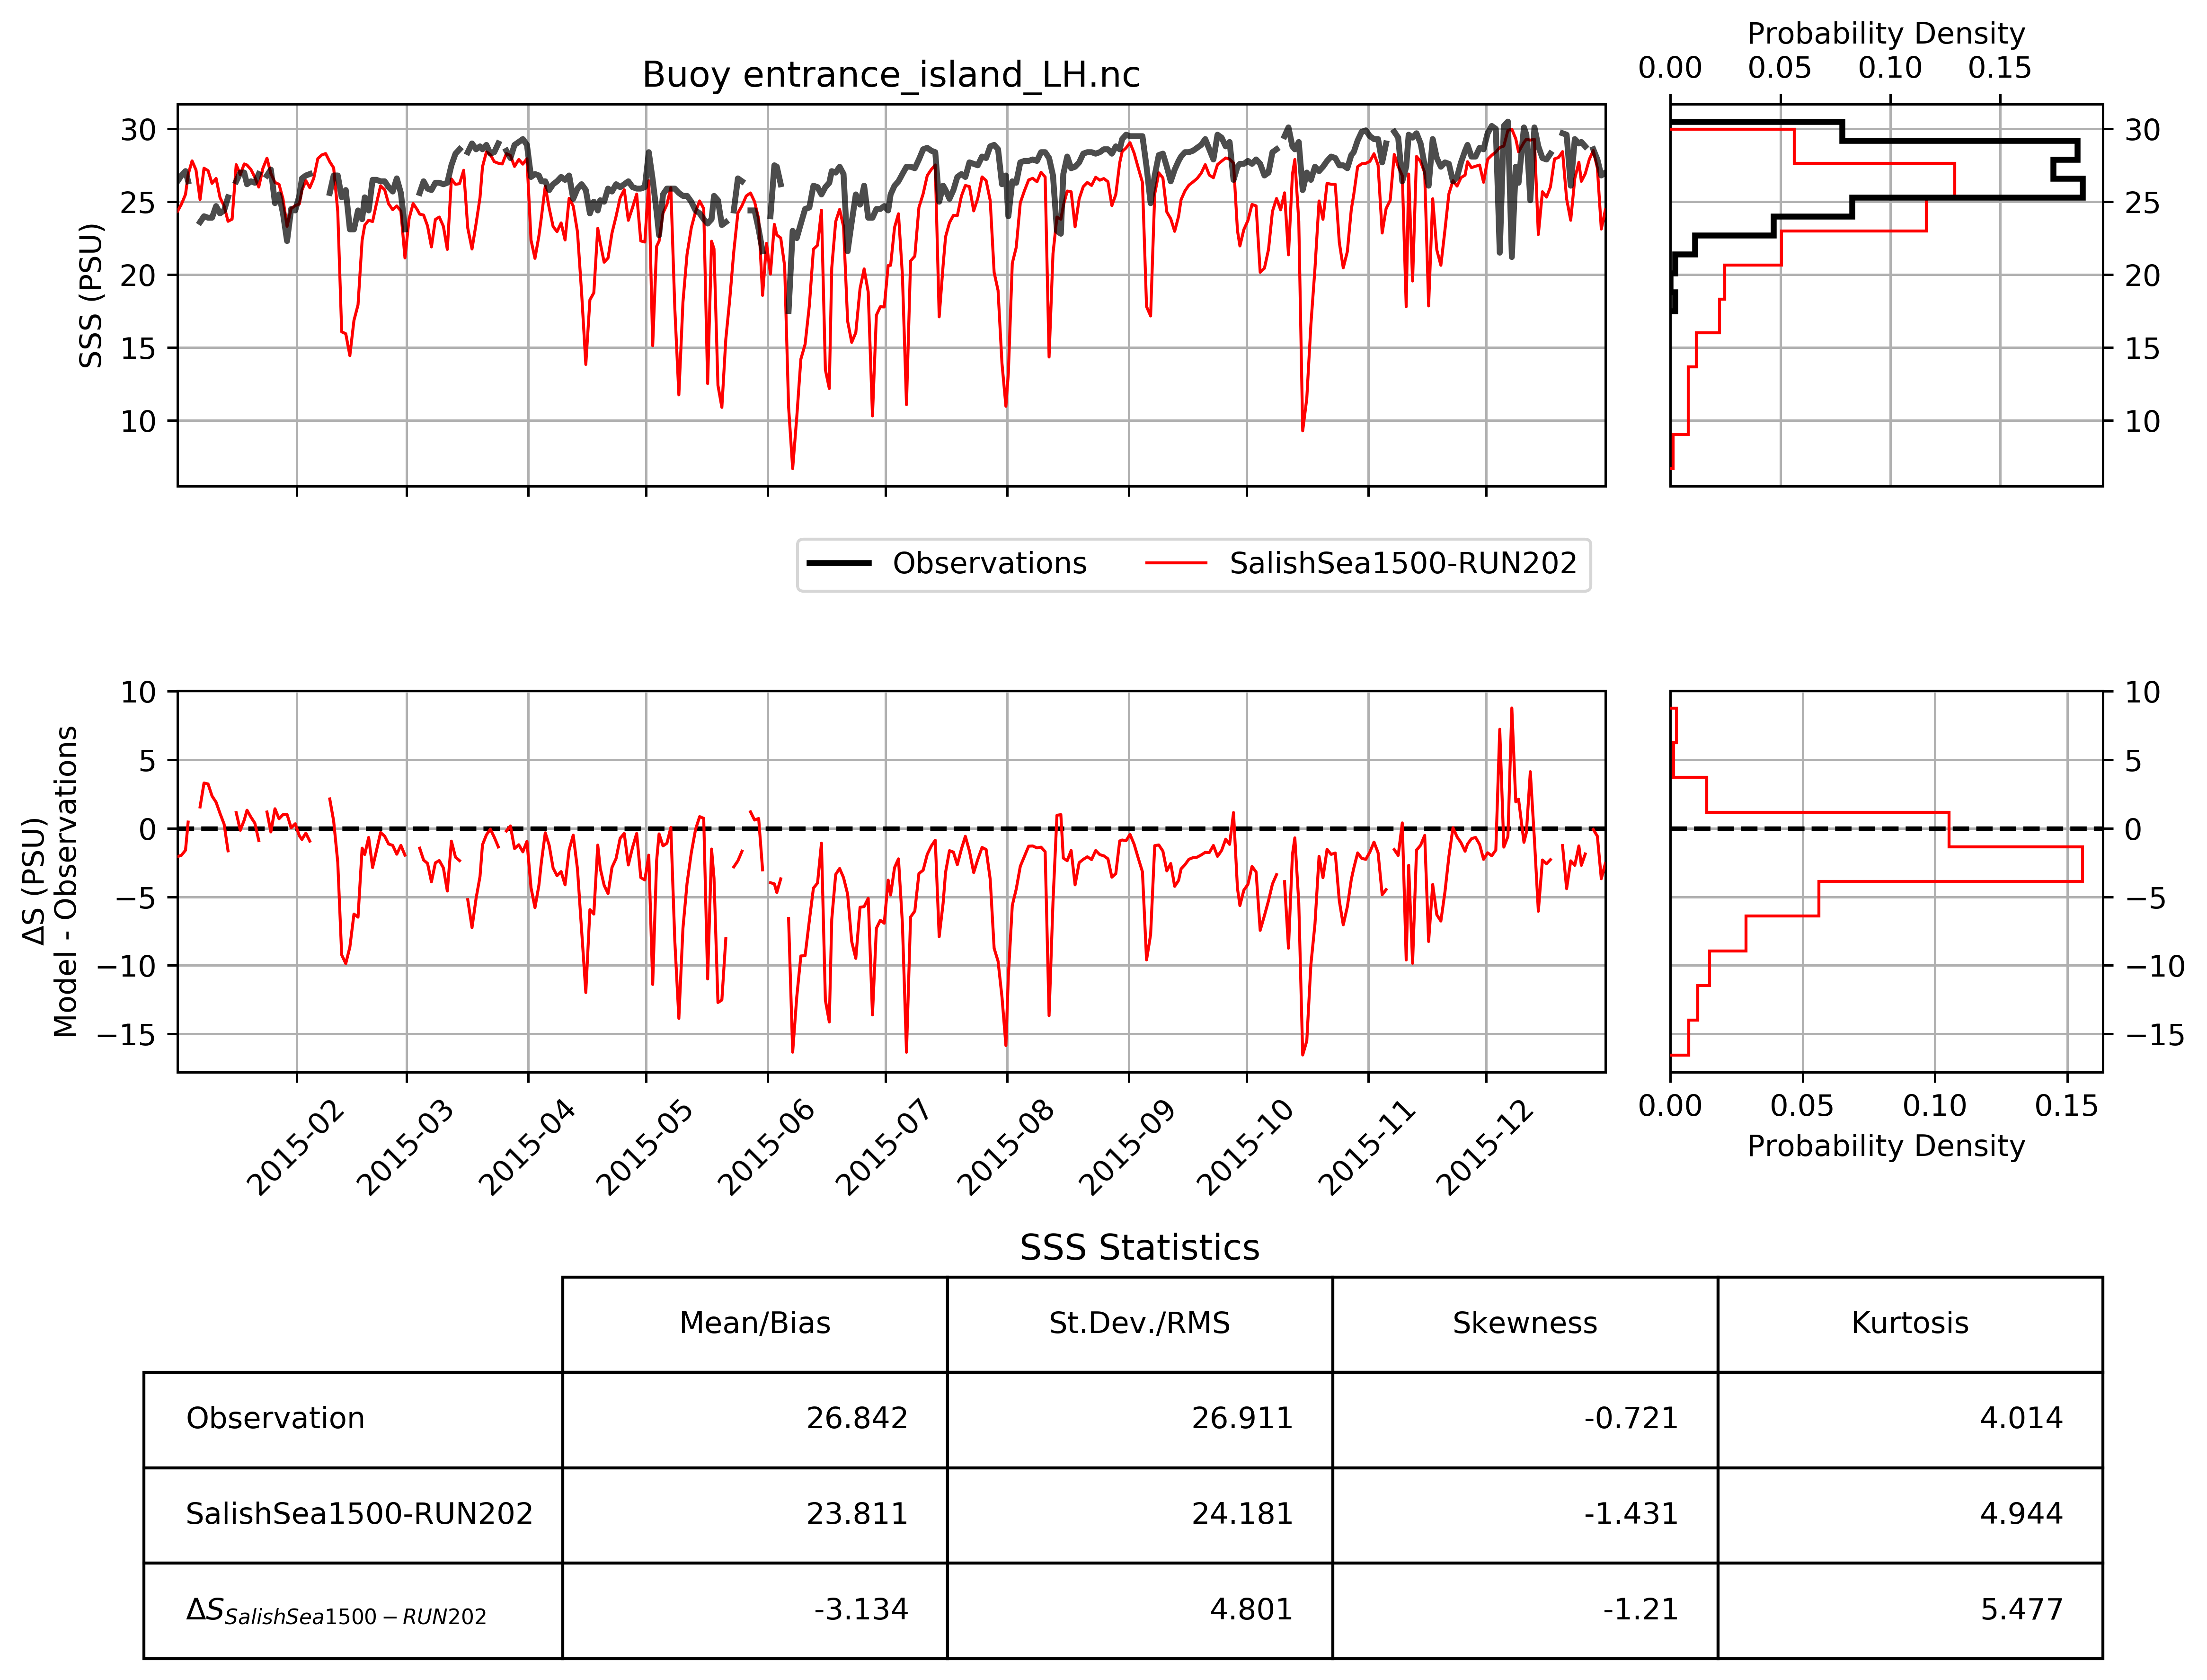 Probability Density
0.00 0.05 0.10 0.15
Buoy entrance_island_LH.nc
30
25
20
15
10
SSS (PSU)
30
25
20
15
10
Observations SalishSea1500-RUN202
10
5
0
−5
−10
−15
ΔS (PSU)
Model - Observations
10
5
0
−5
−10
−15
2015-02 2015-03 2015-04 2015-05 2015-06 2015-07 2015-08 2015-09 2015-10 2015-11 2015-12
0.00 0.05 0.10 0.15
Probability Density
SSS Statistics
Mean/Bias St.Dev./RMS Skewness Kurtosis
Observation 26.842 26.911 -0.721 4.014
SalishSea1500-RUN202 23.811 24.181 -1.431 4.944
ΔS SalishSea1500−RUN202 -3.134 4.801 -1.21 5.477